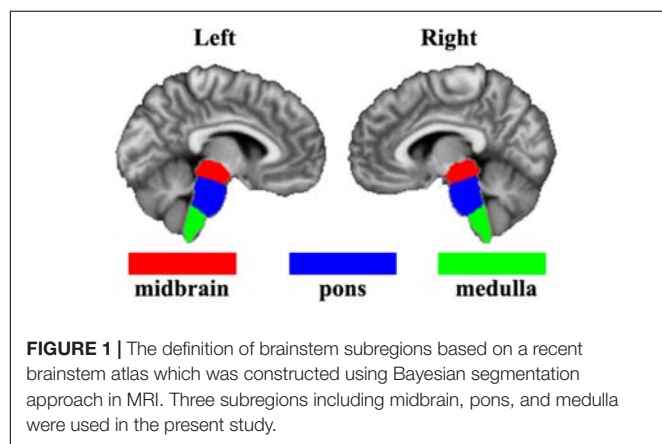 Left Right
midbrain pons medulla
FIGURE 1 | The definition of brainstem subregions based on a recent
brainstem atlas which was constructed using Bayesian segmentation
approach in MRI. Three subregions including midbrain, pons, and medulla
were used in the present study.